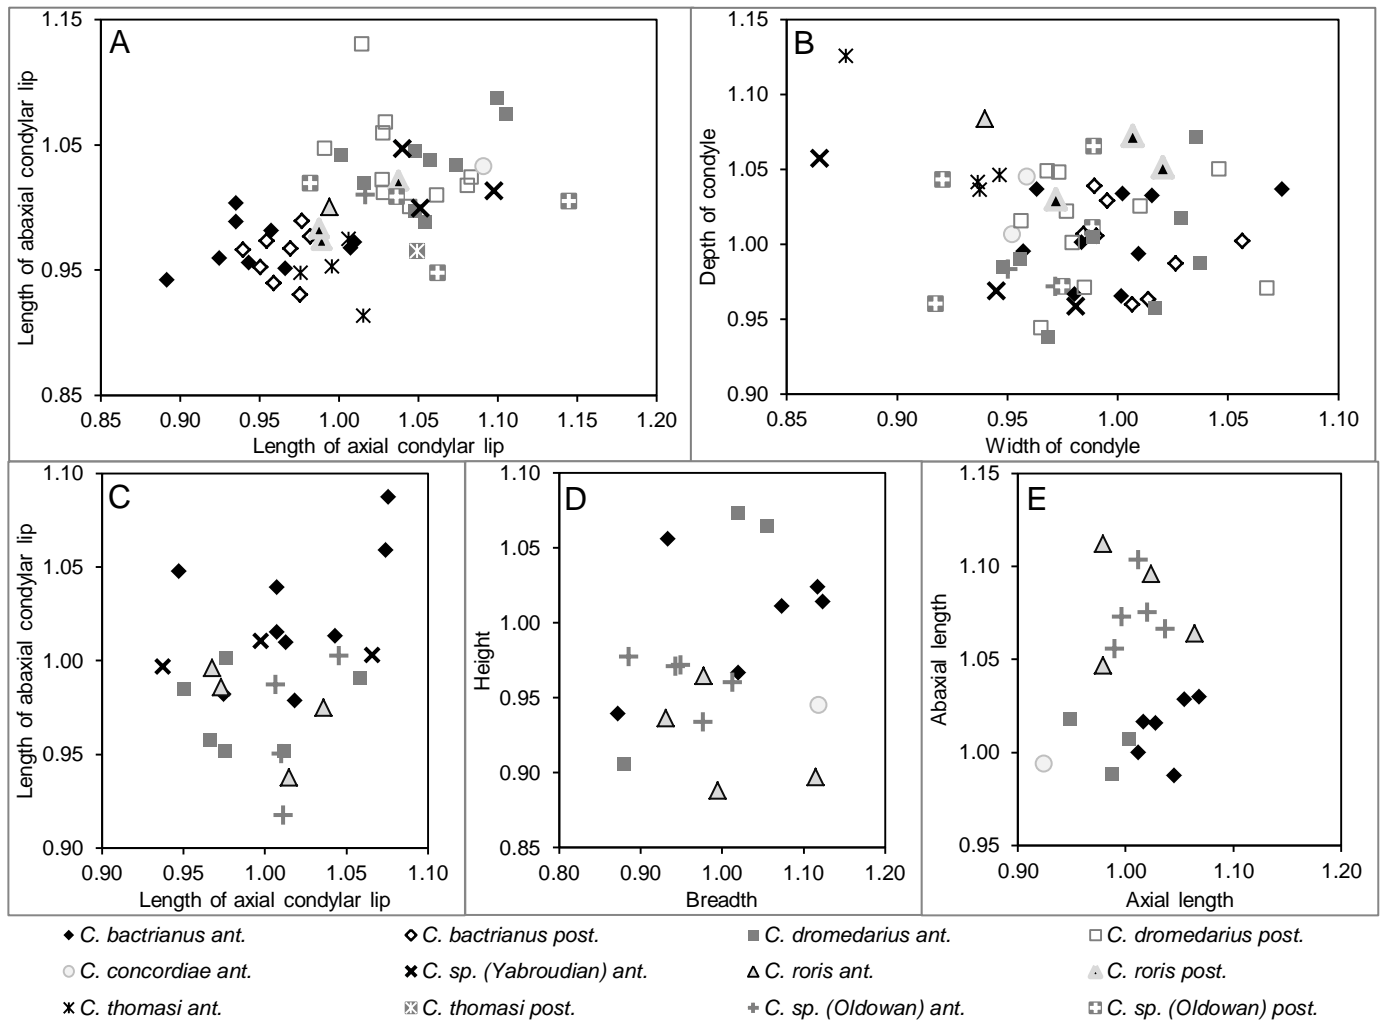 A
1.15
1.05
0.95
0.85
Length of abaxial condylar lip
0.85 0.90 0.95 1.00 1.05 1.10 1.15 1.20
Length of axial condylar lip
B
1.15
1.10
1.05
1.00
0.95
0.90
Depth of condyle
0.85 0.90 0.95 1.00 1.05 1.10
Width of condyle
C
1.10
1.05
1.00
0.95
0.90
Length of abaxial condylar lip
0.90 0.95 1.00 1.05 1.10
Length of axial condylar lip
D
1.10
1.05
1.00
0.95
0.90
0.85
Height
0.80 0.90 1.00 1.10 1.20
Breadth
E
1.15
1.10
1.05
1.00
0.95
Abaxial length
0.90 1.00 1.10 1.20
Axial length
C. bactrianus ant. C. bactrianus post. C. dromedarius ant. C. dromedarius post.
C. concordiae ant. C. sp. (Yabroudian) ant. C. roris ant. C. roris post.
C. thomasi ant. C. thomasi post. C. sp. (Oldowan) ant. C. sp. (Oldowan) post.